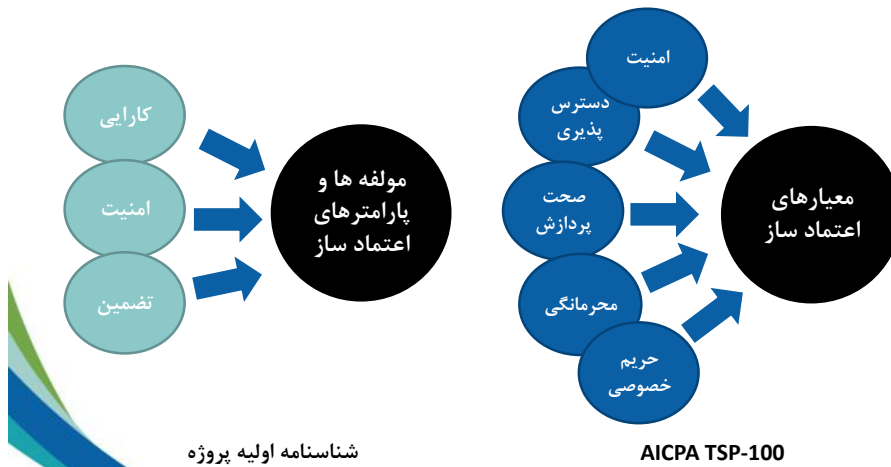 امنیت
دسترس
پذیری
صحت
پردازش
محرمانگی
حریم
خصوصی
معیارهای
اعتماد ساز
AICPA TSP-100
کارایی
امنیت
تضمین
مولفه ها و
پارامترهای
اعتماد ساز
شناسنامه اولیه پروژه